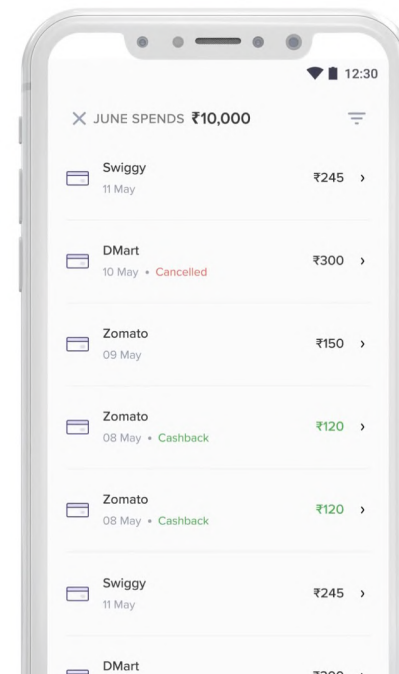 12:30
JUNE SPENDS ₹10,000
Swiggy
₹245
11 May
DMart
₹300
10 May • Cancelled
Zomato
₹150
09 May
Zomato
₹120
08 May • Cashback
Zomato
₹120
08 May • Cashback
Swiggy
₹245
11 May
DMart